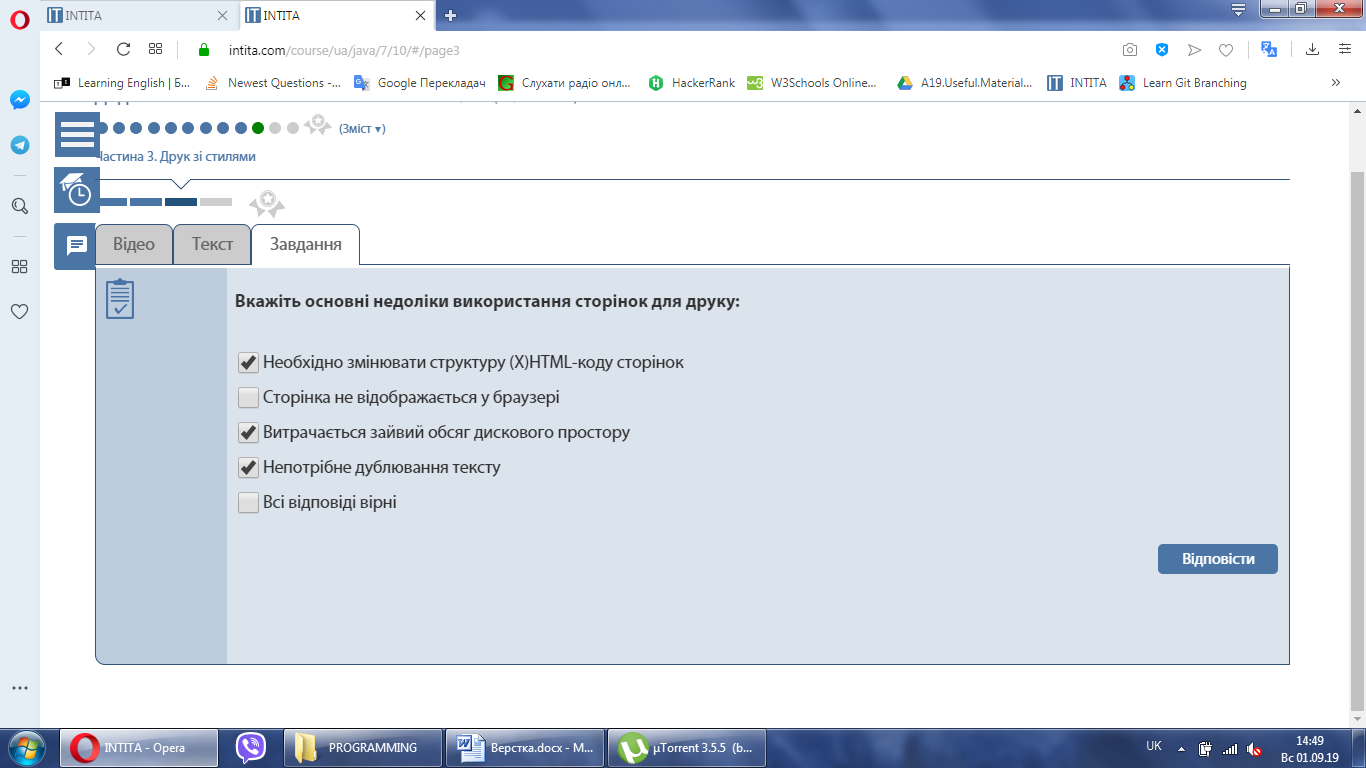 INTITA
INTITA
intita.com/course/ua/java/7/10/#/page3
Learning English | Б...
Newest Questions -...
Google Перекладач
Слухати радіо онл...
HackerRank
W3Schools Online...
A19.Useful.Material...
INTITA
Learn Git Branching
(Зміст ▾)
Частина 3. Друк зі стилями
Відео
Текст
Завдання
Вкажіть основні недоліки використання сторінок для друку:
Необхідно змінювати структуру (X)HTML-коду сторінок
Сторінка не відображається у браузері
Витрачається зайвий обсяг дискового простору
Непотрібне дублювання тексту
Всі відповіді вірні
Відповісти
INTITA - Opera
PROGRAMMING
Верстка.docx - M...
µTorrent 3.5.5 (b...
UK
14:49
Вс 01.09.19